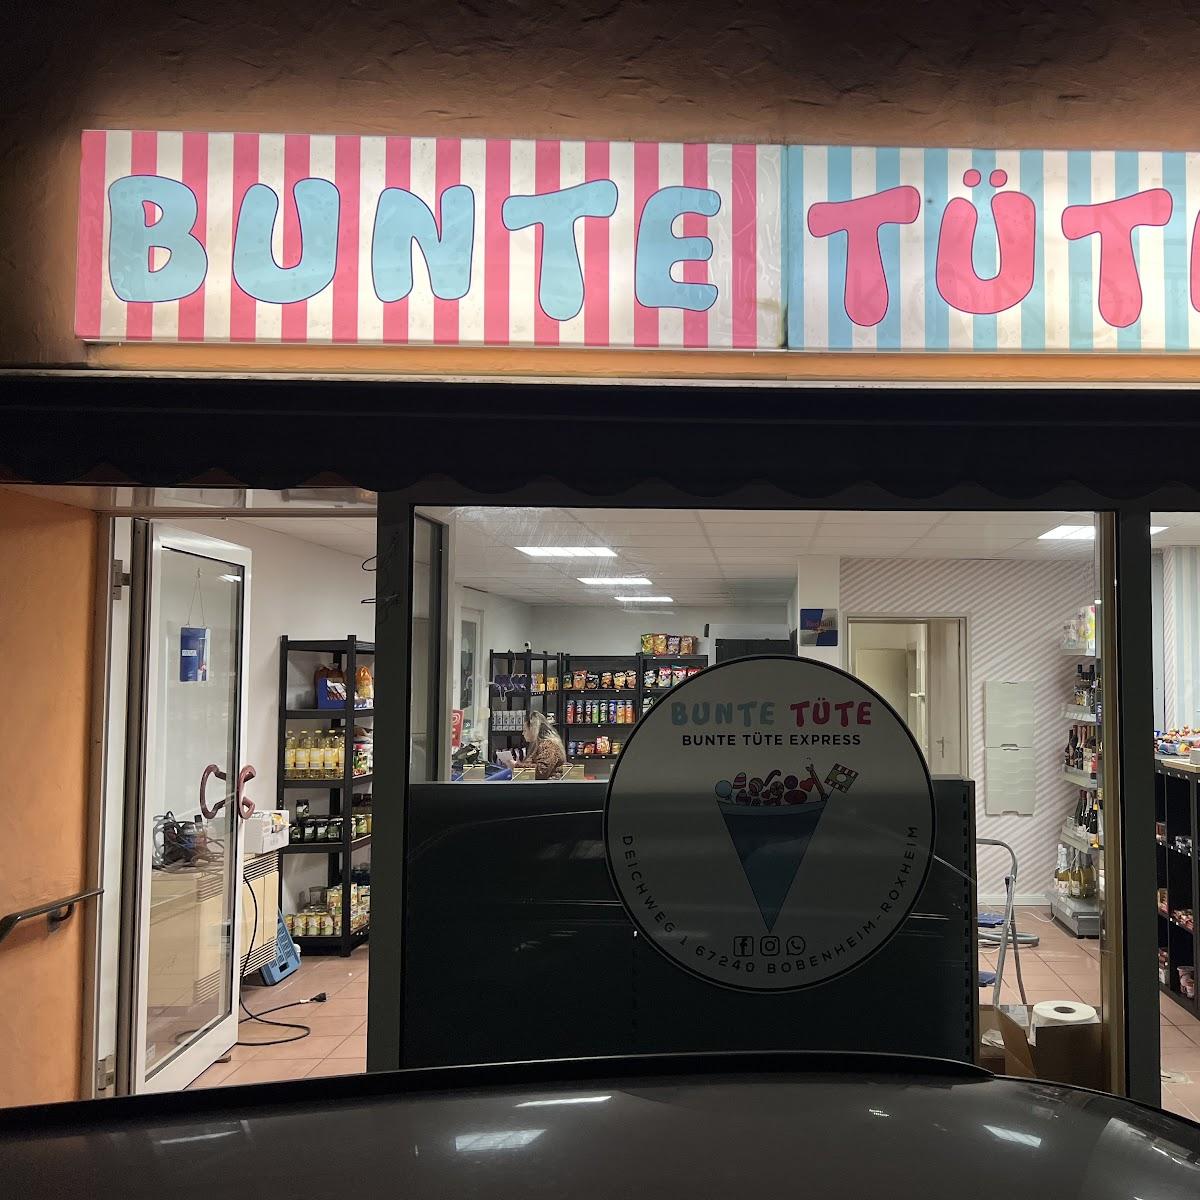 BUNTE TÜT
BUNTE TÜTE
BUNTE TÜTE EXPRESS
DEICHWEG 1 67240 BOBENHEIM-ROXHEIM